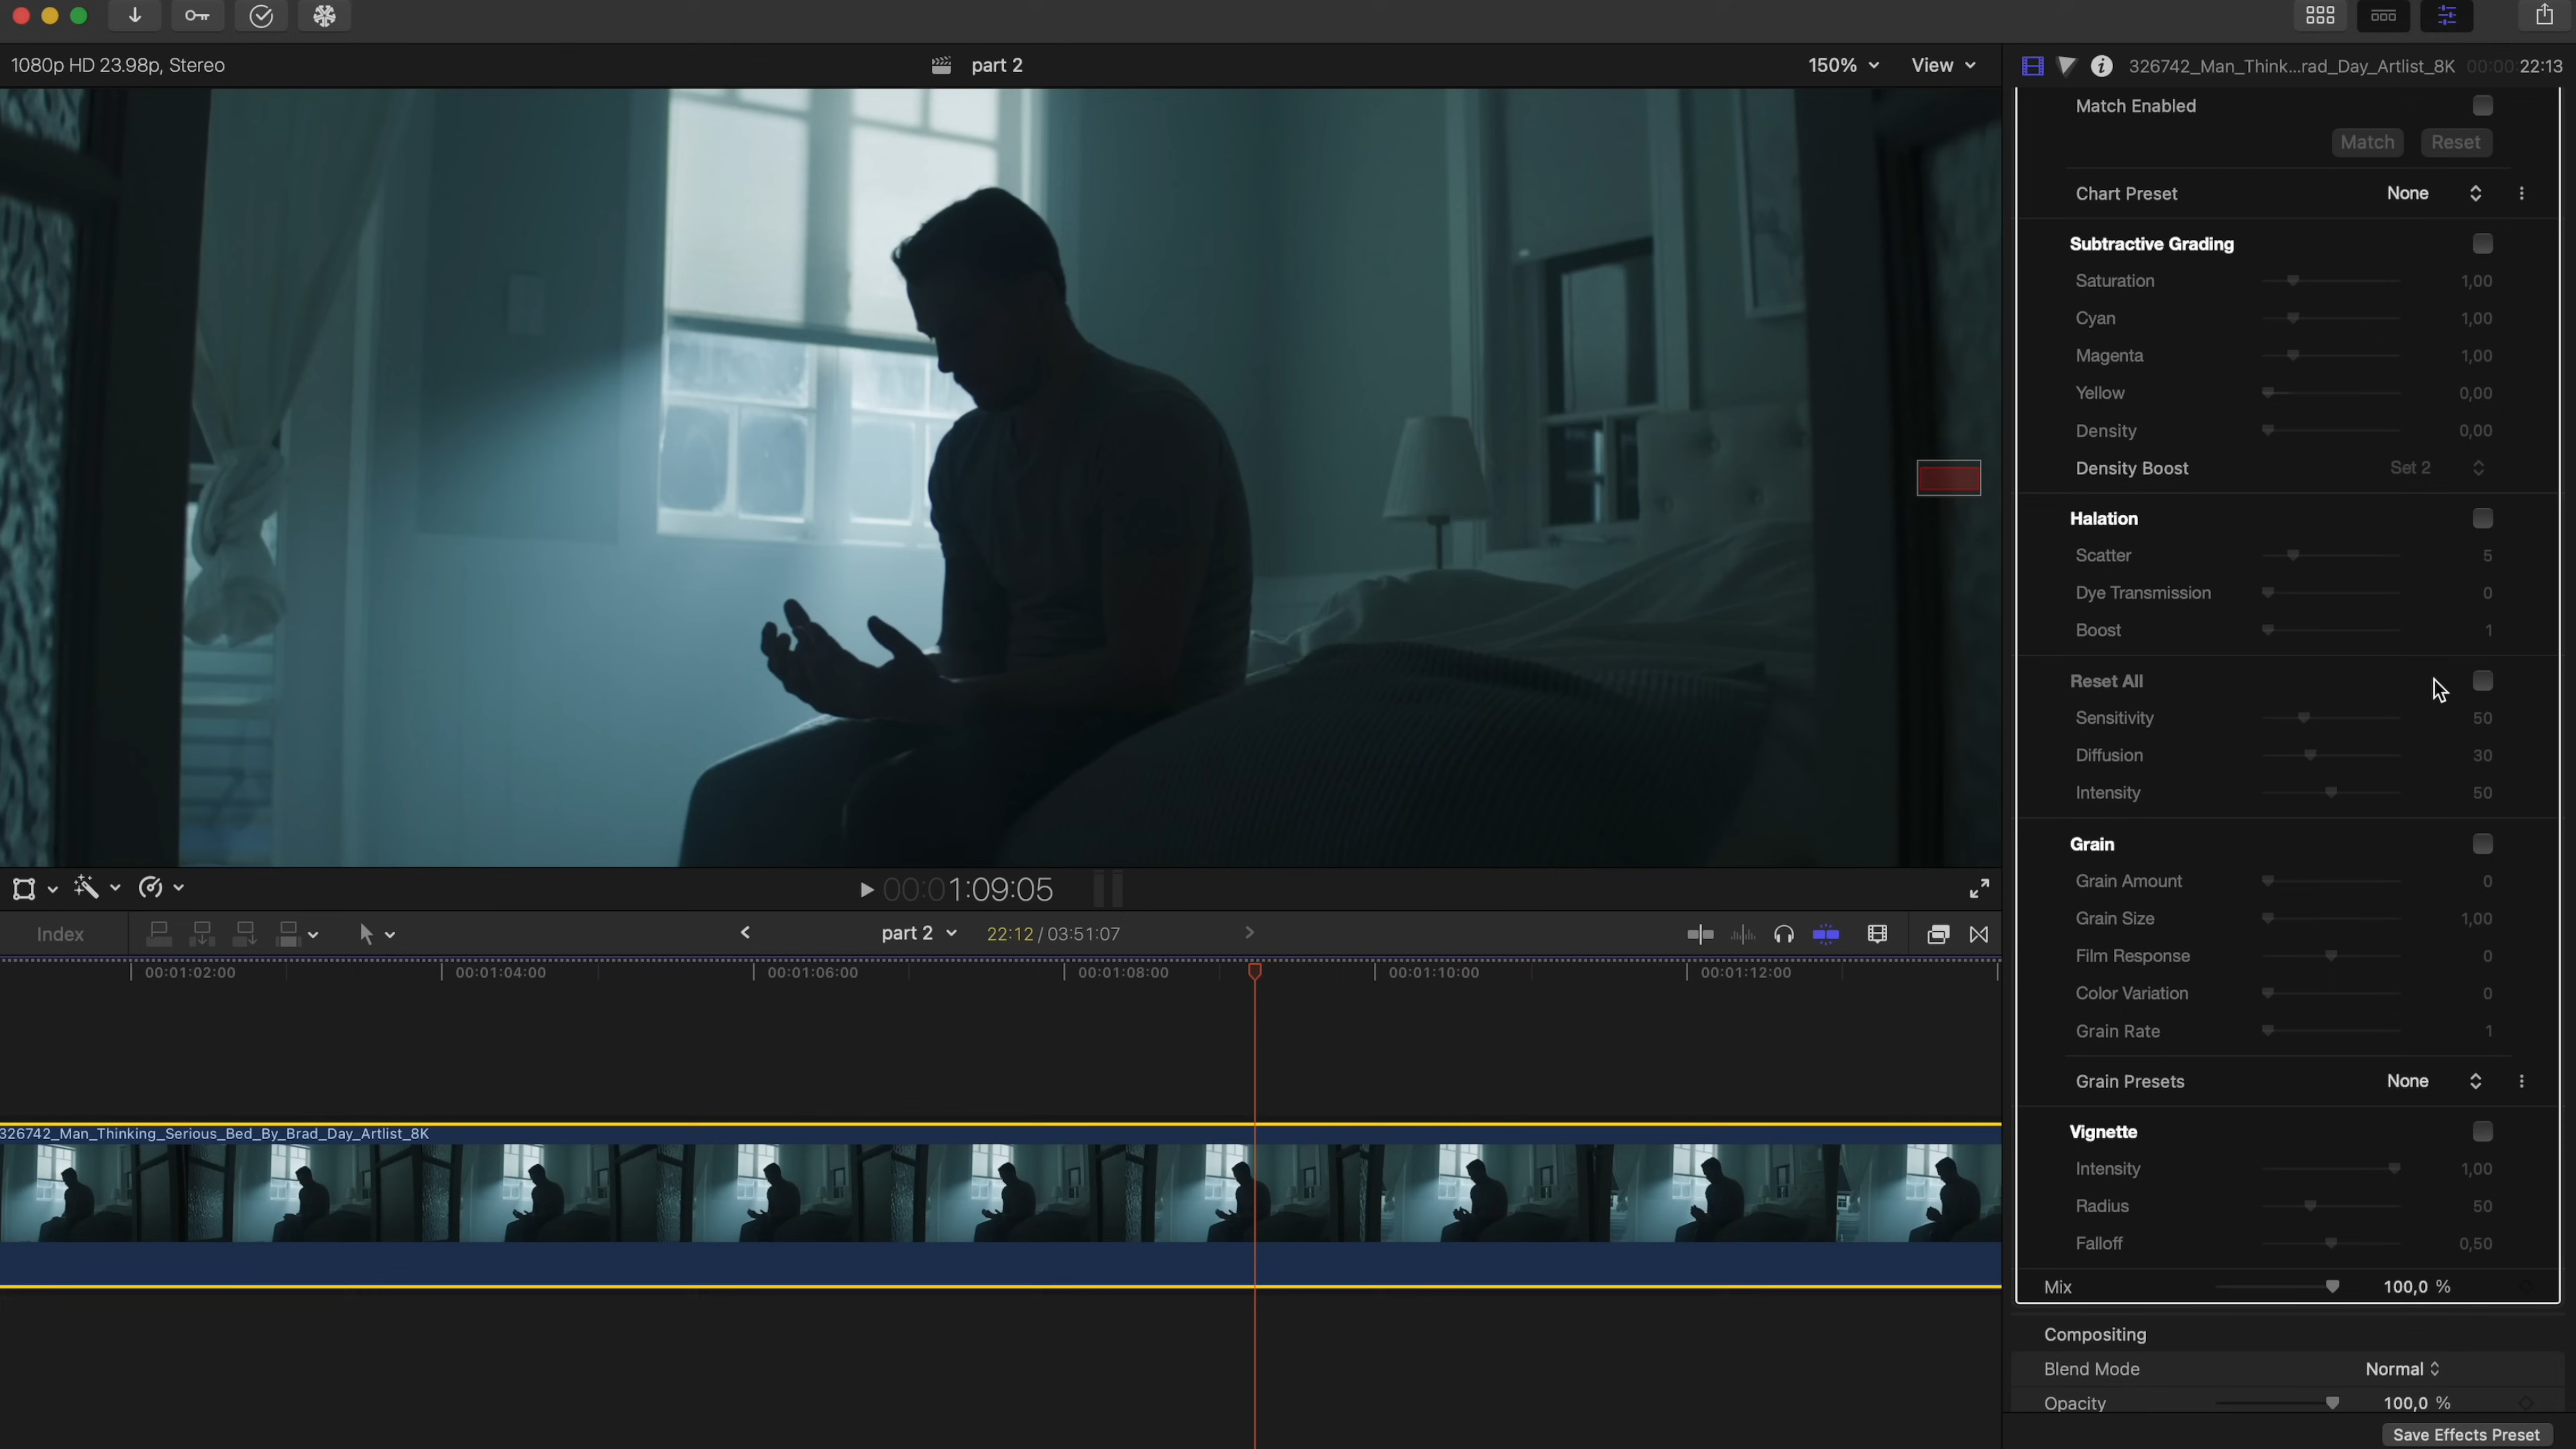 1080p HD 23.98p, Stereo
part 2
150%
View
326742_Man_Think...rad_Day_Artlist_8K
00:00:22:13
Match Enabled
Match
Reset
Chart Preset
None
Subtractive Grading
Saturation
1,00
Cyan
1,00
Magenta
1,00
Yellow
0,00
Density
0,00
Density Boost
Set 2
Halation
Scatter
5
Dye Transmission
0
Boost
1
Reset All
Sensitivity
50
Diffusion
30
Intensity
50
Grain
Grain Amount
0
Grain Size
1,00
Film Response
0
Color Variation
0
Grain Rate
1
Grain Presets
None
Vignette
Intensity
1,00
Radius
50
Falloff
0,50
Mix
100,0 %
Compositing
Blend Mode
Normal
Opacity
100,0 %
Save Effects Preset
00:01:09:05
Index
part 2
22:12 / 03:51:07
00:01:02:00
00:01:04:00
00:01:06:00
00:01:08:00
00:01:10:00
00:01:12:00
326742_Man_Thinking_Serious_Bed_By_Brad_Day_Artlist_8K